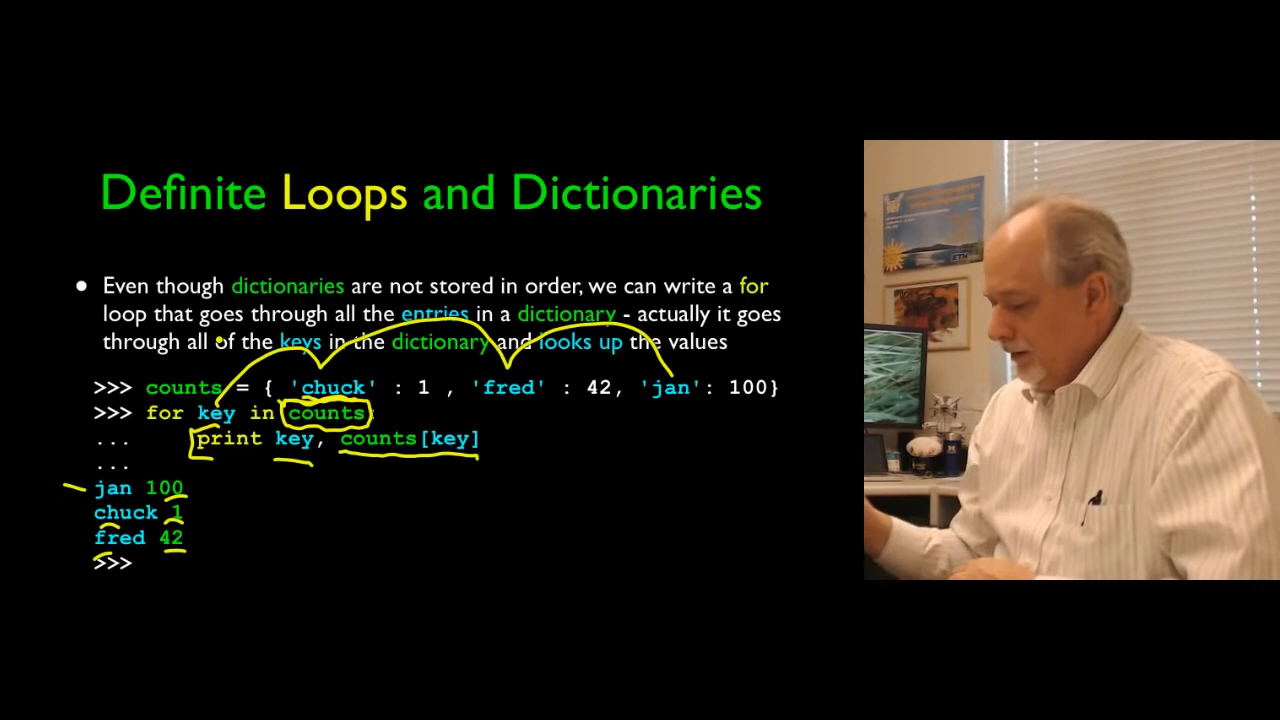 Definite Loops and Dictionaries
● Even though dictionaries are not stored in order, we can write a for
loop that goes through all the entries in a dictionary - actually it goes
through all of the keys in the dictionary and looks up the values
>>> counts = { 'chuck' : 1 , 'fred' : 42, 'jan': 100}
>>> for key in counts:
... print key, counts[key]
...
jan 100
chuck 1
fred 42
>>>